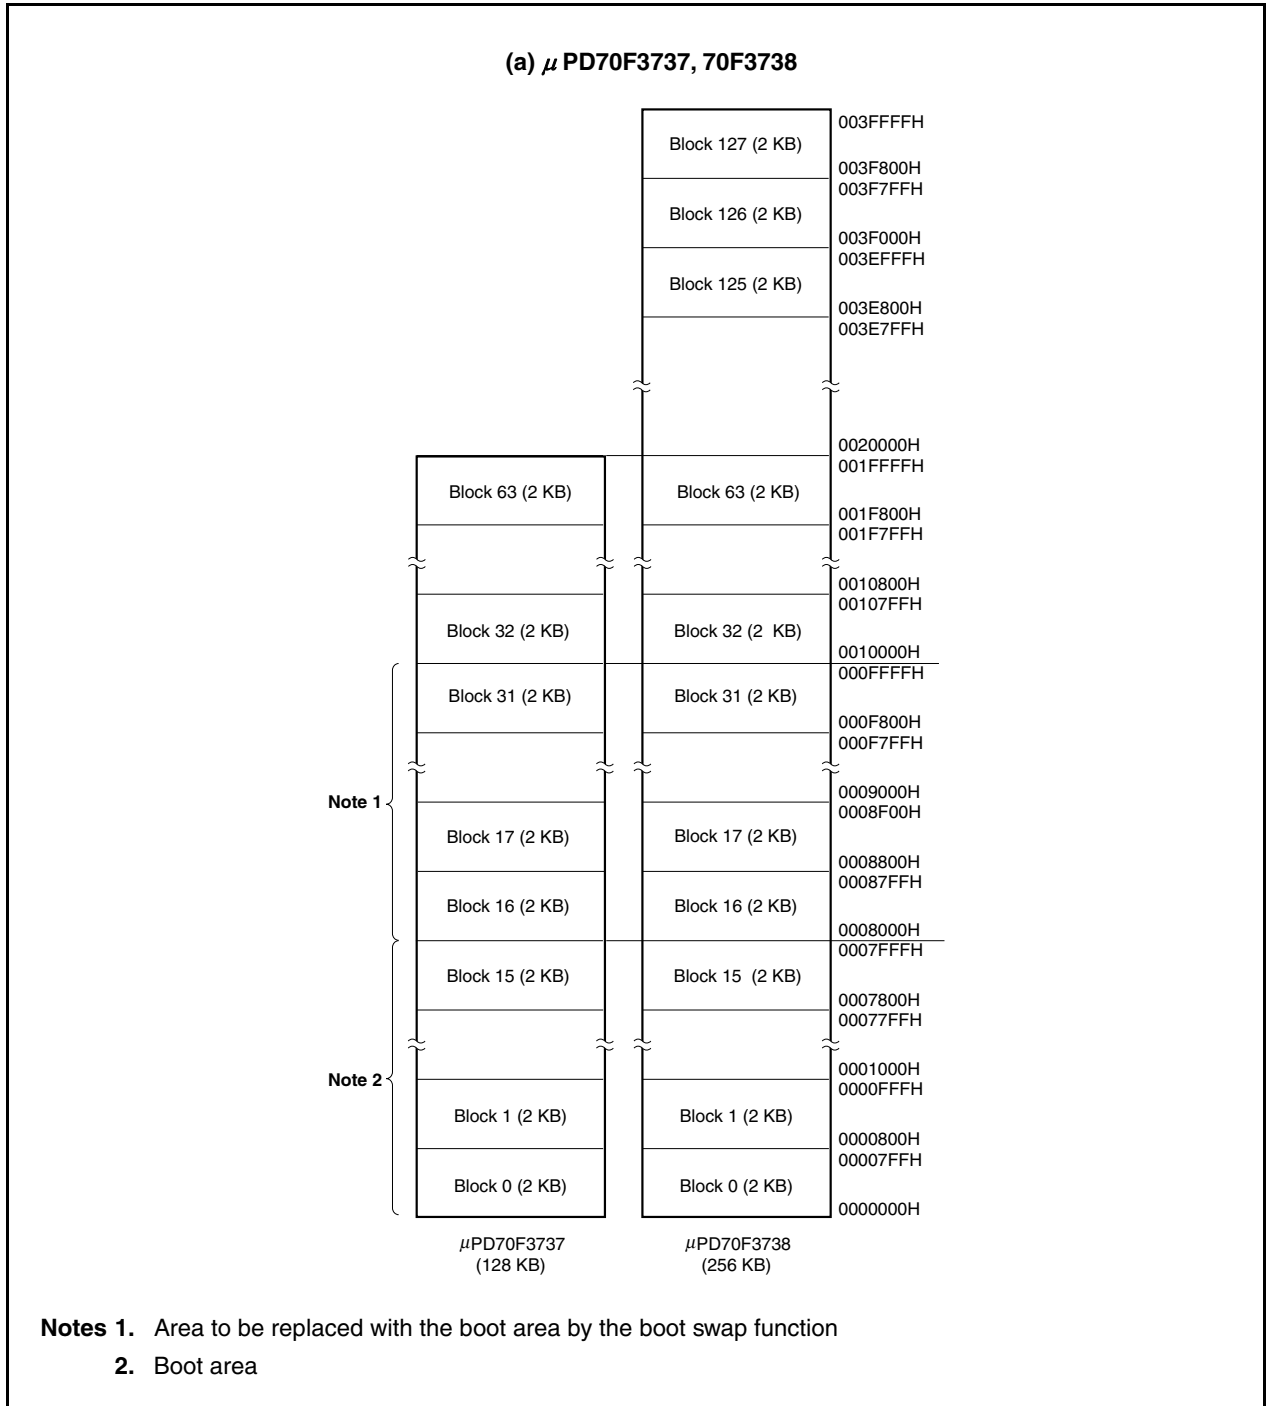 (a) μ PD70F3737, 70F3738
003FFFFH
Block 127 (2 KB)
003F800H
003F7FFH
Block 126 (2 KB)
003F000H
003EFFFH
Block 125 (2 KB)
003E800H
003E7FFH
0020000H
001FFFFH
Block 63 (2 KB) Block 63 (2 KB)
001F800H
001F7FFH
0010800H
00107FFH
Block 32 (2 KB) Block 32 (2 KB)
0010000H
000FFFFH
Block 31 (2 KB) Block 31 (2 KB)
000F800H
000F7FFH
0009000H
Note 1
0008F00H
Block 17 (2 KB) Block 17 (2 KB)
0008800H
00087FFH
Block 16 (2 KB) Block 16 (2 KB)
0008000H
0007FFFH
Block 15 (2 KB) Block 15 (2 KB)
0007800H
00077FFH
0001000H
Note 2
0000FFFH
Block 1 (2 KB) Block 1 (2 KB)
0000800H
00007FFH
Block 0 (2 KB) Block 0 (2 KB)
0000000H
μPD70F3737 μPD70F3738
(128 KB) (256 KB)
Notes 1. Area to be replaced with the boot area by the boot swap function
2. Boot area